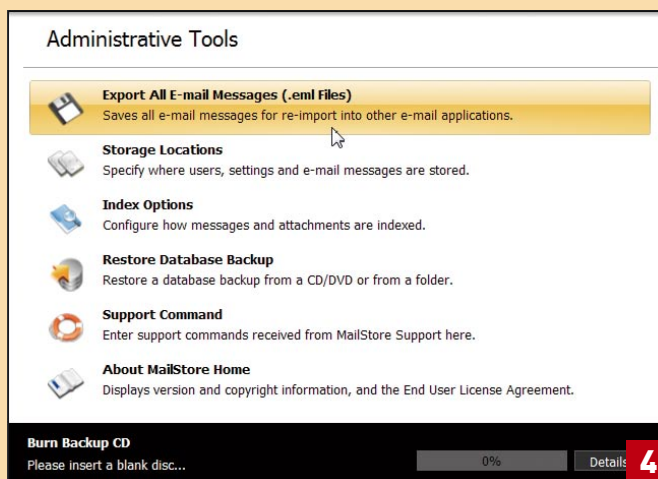 Administrative Tools
Export All E-mail Messages (.eml Files)
Saves all e-mail messages for re-import into other e-mail applications.
Storage Locations
Specify where users, settings and e-mail messages are stored.
Index Options
Configure how messages and attachments are indexed.
Restore Database Backup
Restore a database backup from a CD/DVD or from a folder.
Support Command
Enter support commands received from MailStore Support here.
About MailStore Home
Displays version and copyright information, and the End User License Agreement.
Burn Backup CD
Please insert a blank disc...
0%
Details
4